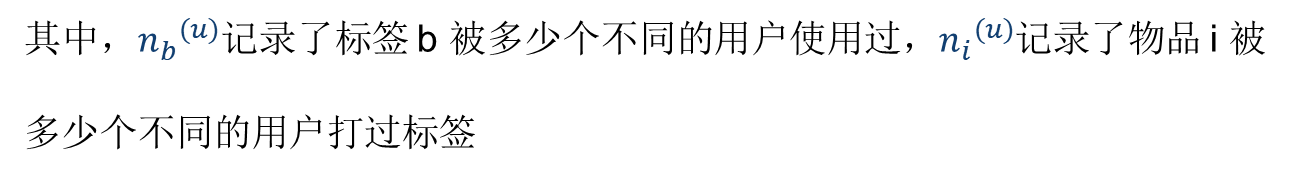 其中，n_b^(u)记录了标签 b 被多少个不同的用户使用过，n_i^(u)记录了物品 i 被
多少个不同的用户打过标签